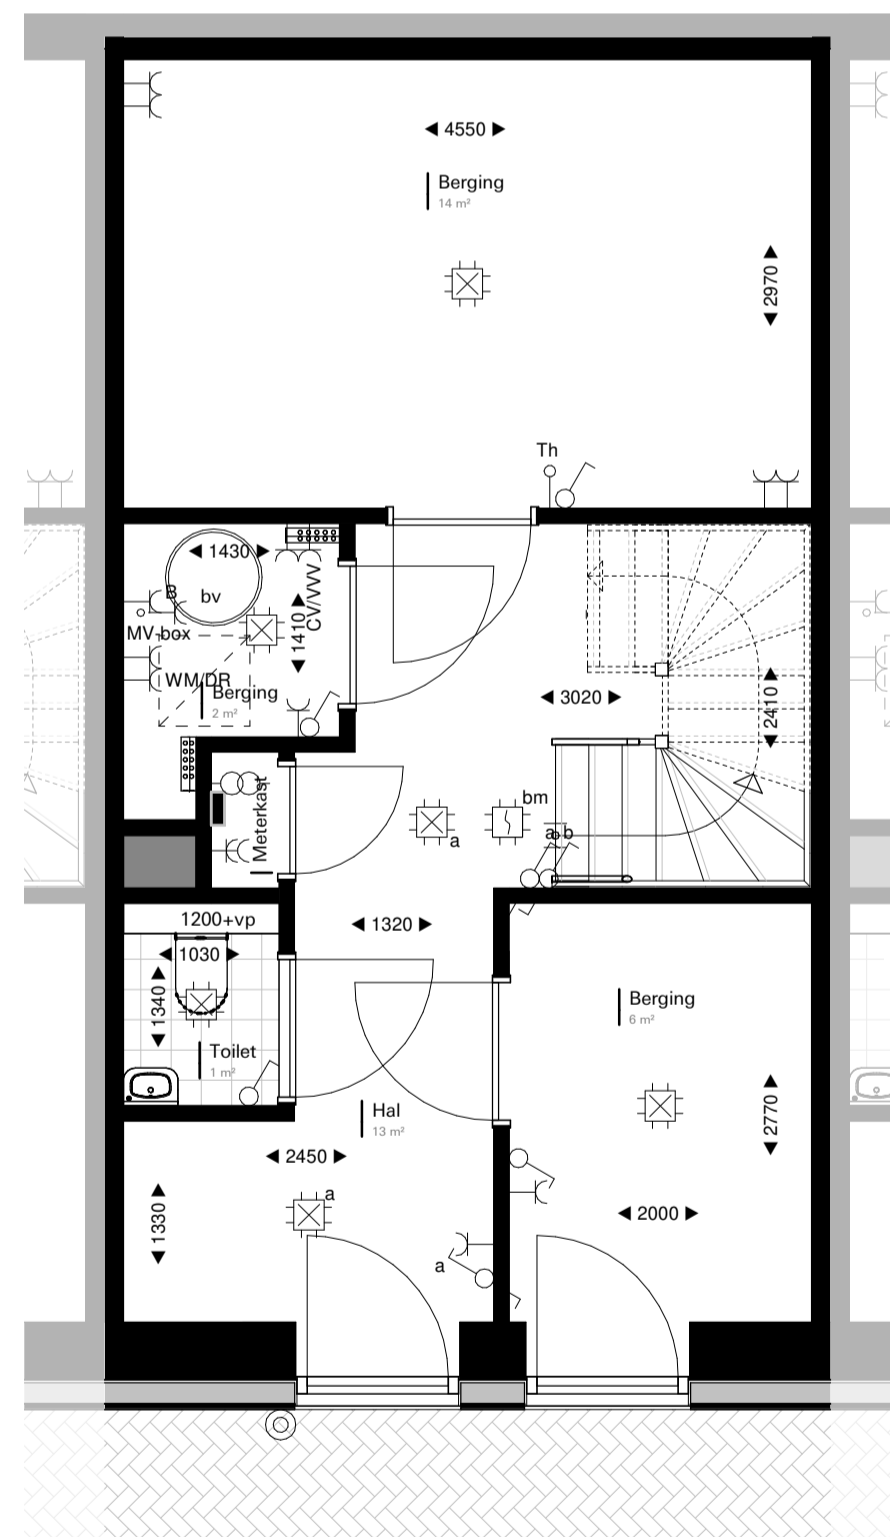 4550
Berging
14 m²
2970
Th
1430
B
bv
CV/VVV
1410
MV-box
WM/DR
Berging
2 m²
3020
2410
Meterkast
bm
a
a b
1200+vp
1320
1030
1340
Berging
6 m²
Toilet
1 m²
Hal
13 m²
2770
2450
a
1330
2000
a